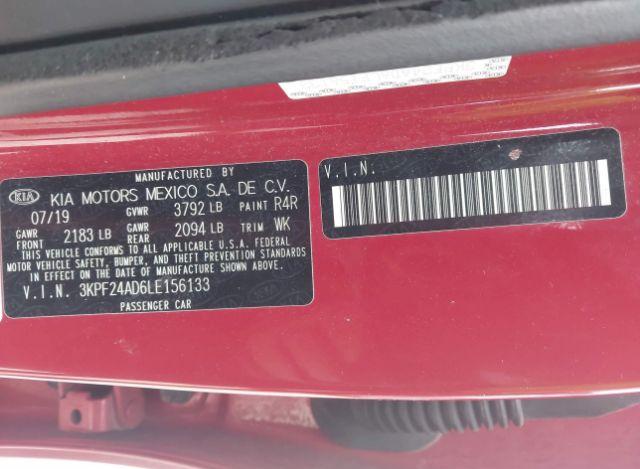 MANUFACTURED BY
KIA KIA MOTORS MEXICO S.A. DE C.V.
07/19 GVWR 3792 LB PAINT R4R
GAWR FRONT 2183 LB GAWR REAR 2094 LB TRIM WK
THIS VEHICLE CONFORMS TO ALL APPLICABLE U.S.A. FEDERAL
MOTOR VEHICLE SAFETY, BUMPER, AND THEFT PREVENTION STANDARDS
IN EFFECT ON THE DATE OF MANUFACTURE SHOWN ABOVE.
V.I.N. 3KPF24AD6LE156133
PASSENGER CAR
V.I.N.